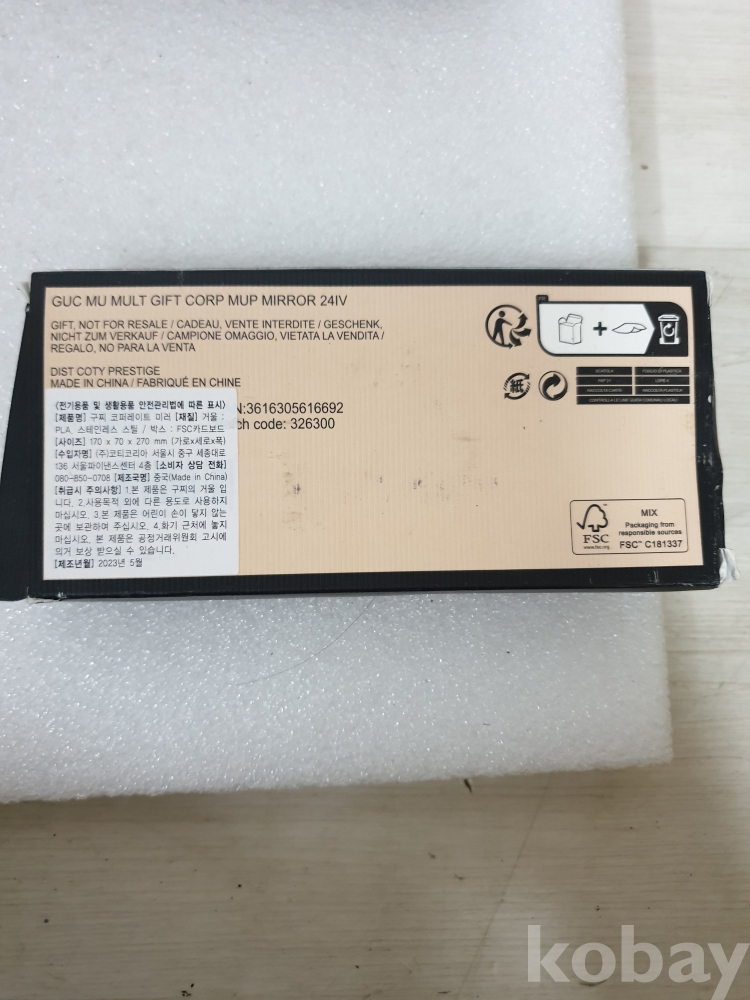 GUC MU MULT GIFT CORP MUP MIRROR 24IV
GIFT, NOT FOR RESALE / CADEAU, VENTE INTERDITE / GESCHENK,
NICHT ZUM VERKAUF / CAMPIONE OMAGGIO, VIETATA LA VENDITA /
REGALO, NO PARA LA VENTA
DIST COTY PRESTIGE
MADE IN CHINA / FABRIQUÉ EN CHINE
N:3616305616692
ch code: 326300
<전기용품 및 생활용품 안전관리법에 따른 표시>
[제품명] 구찌 코퍼레이트 미러 [재질] 거울 :
PLA, 스테인레스 스틸 / 박스 : FSC카드보드
[사이즈] 170 x 70 x 270 mm (가로x세로x폭)
[수입자명] (주)코티코리아 서울시 중구 세종대로
136 서울파이낸스센터 4층 [소비자 상담 전화]
080-850-0708 [제조국명] 중국(Made in China)
[취급시 주의사항] 1.본 제품은 구찌의 거울 입
니다. 2.사용목적 외에 다른 용도로 사용하지
마십시오. 3.본 제품은 어린이 손이 닿지 않는
곳에 보관하여 주십시오. 4.화기 근처에 놓지
마십시오. 본 제품은 공정거래위원회 고시에
의거 보상 받으실 수 있습니다.
[제조년월] 2023년 5월
FR
+
紙
SCATOLA
FOGLIO DI PLASTICA
PAP 21
LDPE 4
RACCOLTA CARTA
RACCOLTA PLASTICA
FSC
www.fsc.org
MIX
Packaging from
responsible sources
FSC™ C181337
kobay